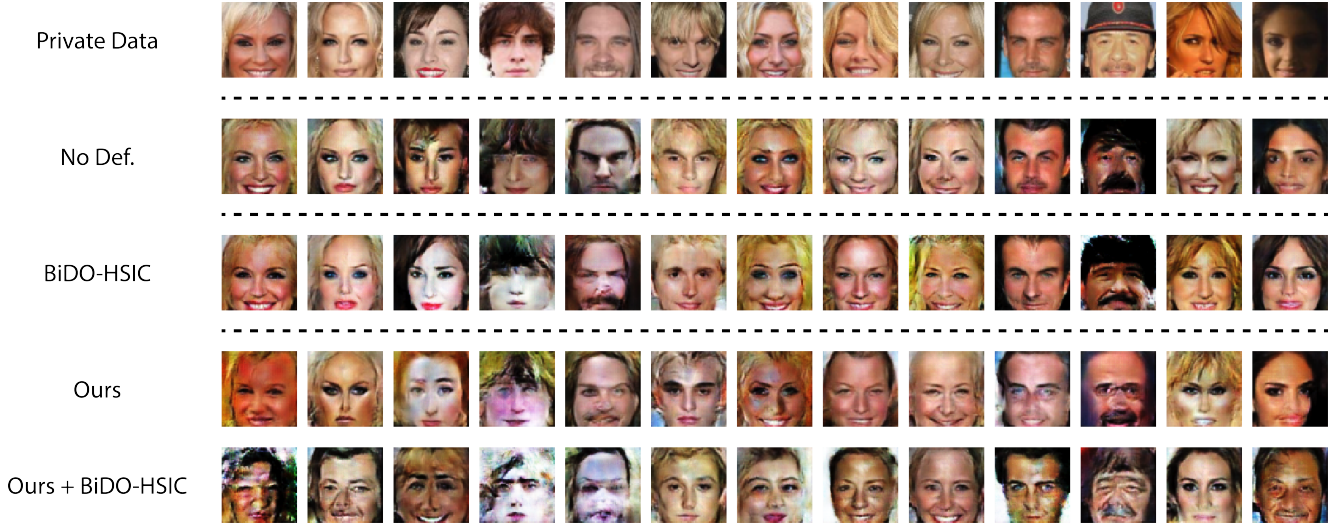 Private Data
No Def.
BiDO-HSIC
Ours
Ours + BiDO-HSIC